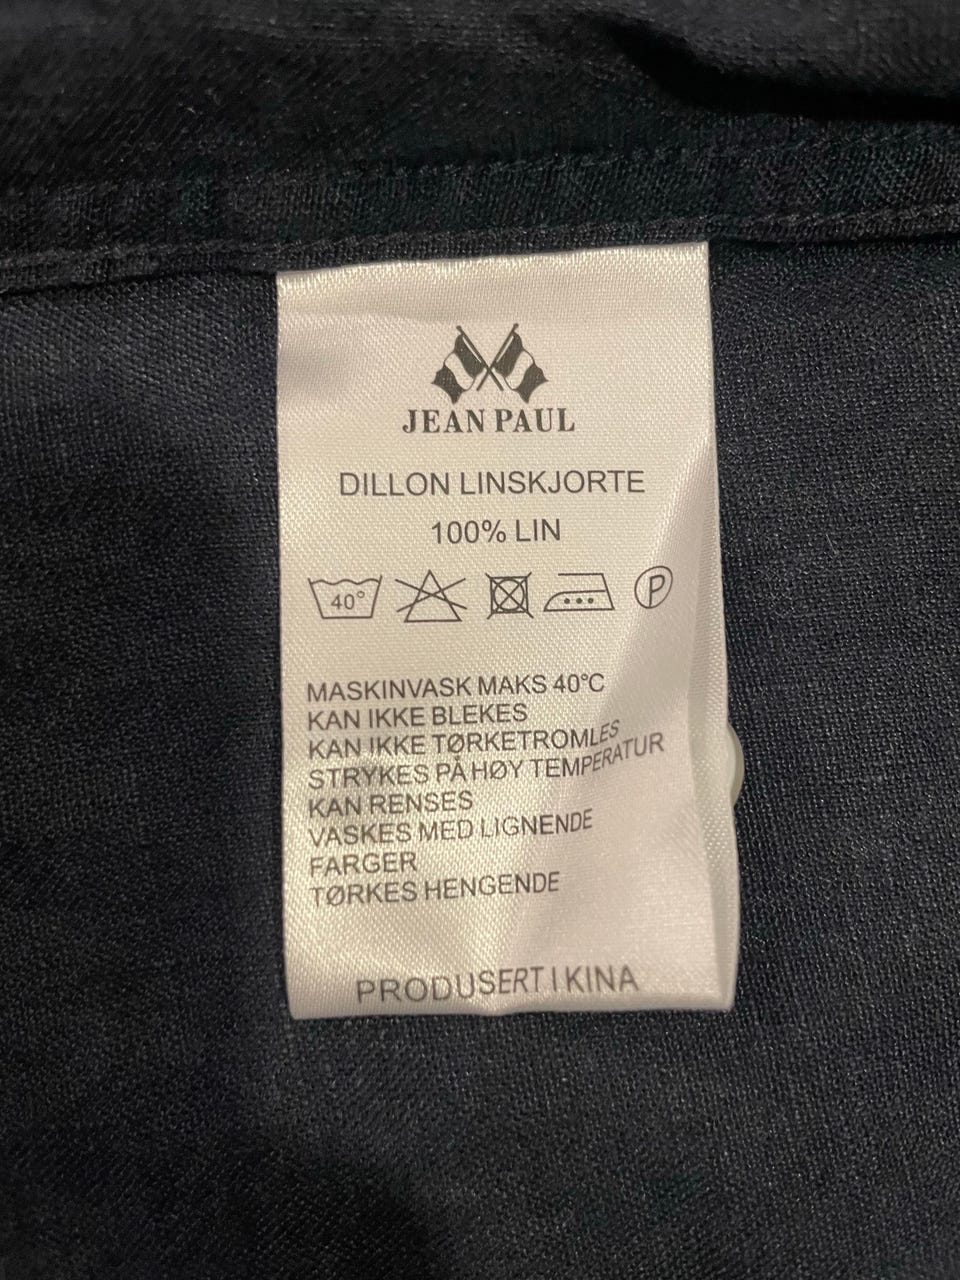 JEAN PAUL
DILLON LINSKJORTE
100% LIN
40°
P
MASKINVASK MAKS 40°C
KAN IKKE BLEKES
KAN IKKE TØRKETROMLES
STRYKES PÅ HØY TEMPERATUR
KAN RENSES
VASKES MED LIGNENDE
FARGER
TØRKES HENGENDE
PRODUSERT I KINA